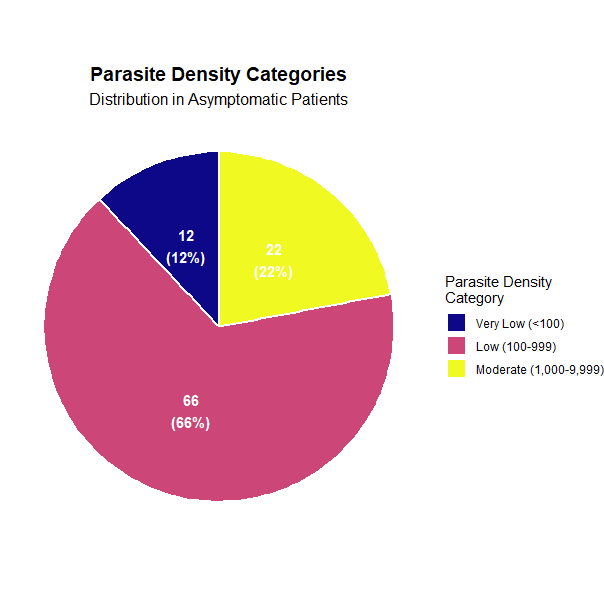 Parasite Density Categories
Distribution in Asymptomatic Patients
12
(12%)
22
(22%)
66
(66%)
Parasite Density
Category
Very Low (<100)
Low (100-999)
Moderate (1,000-9,999)